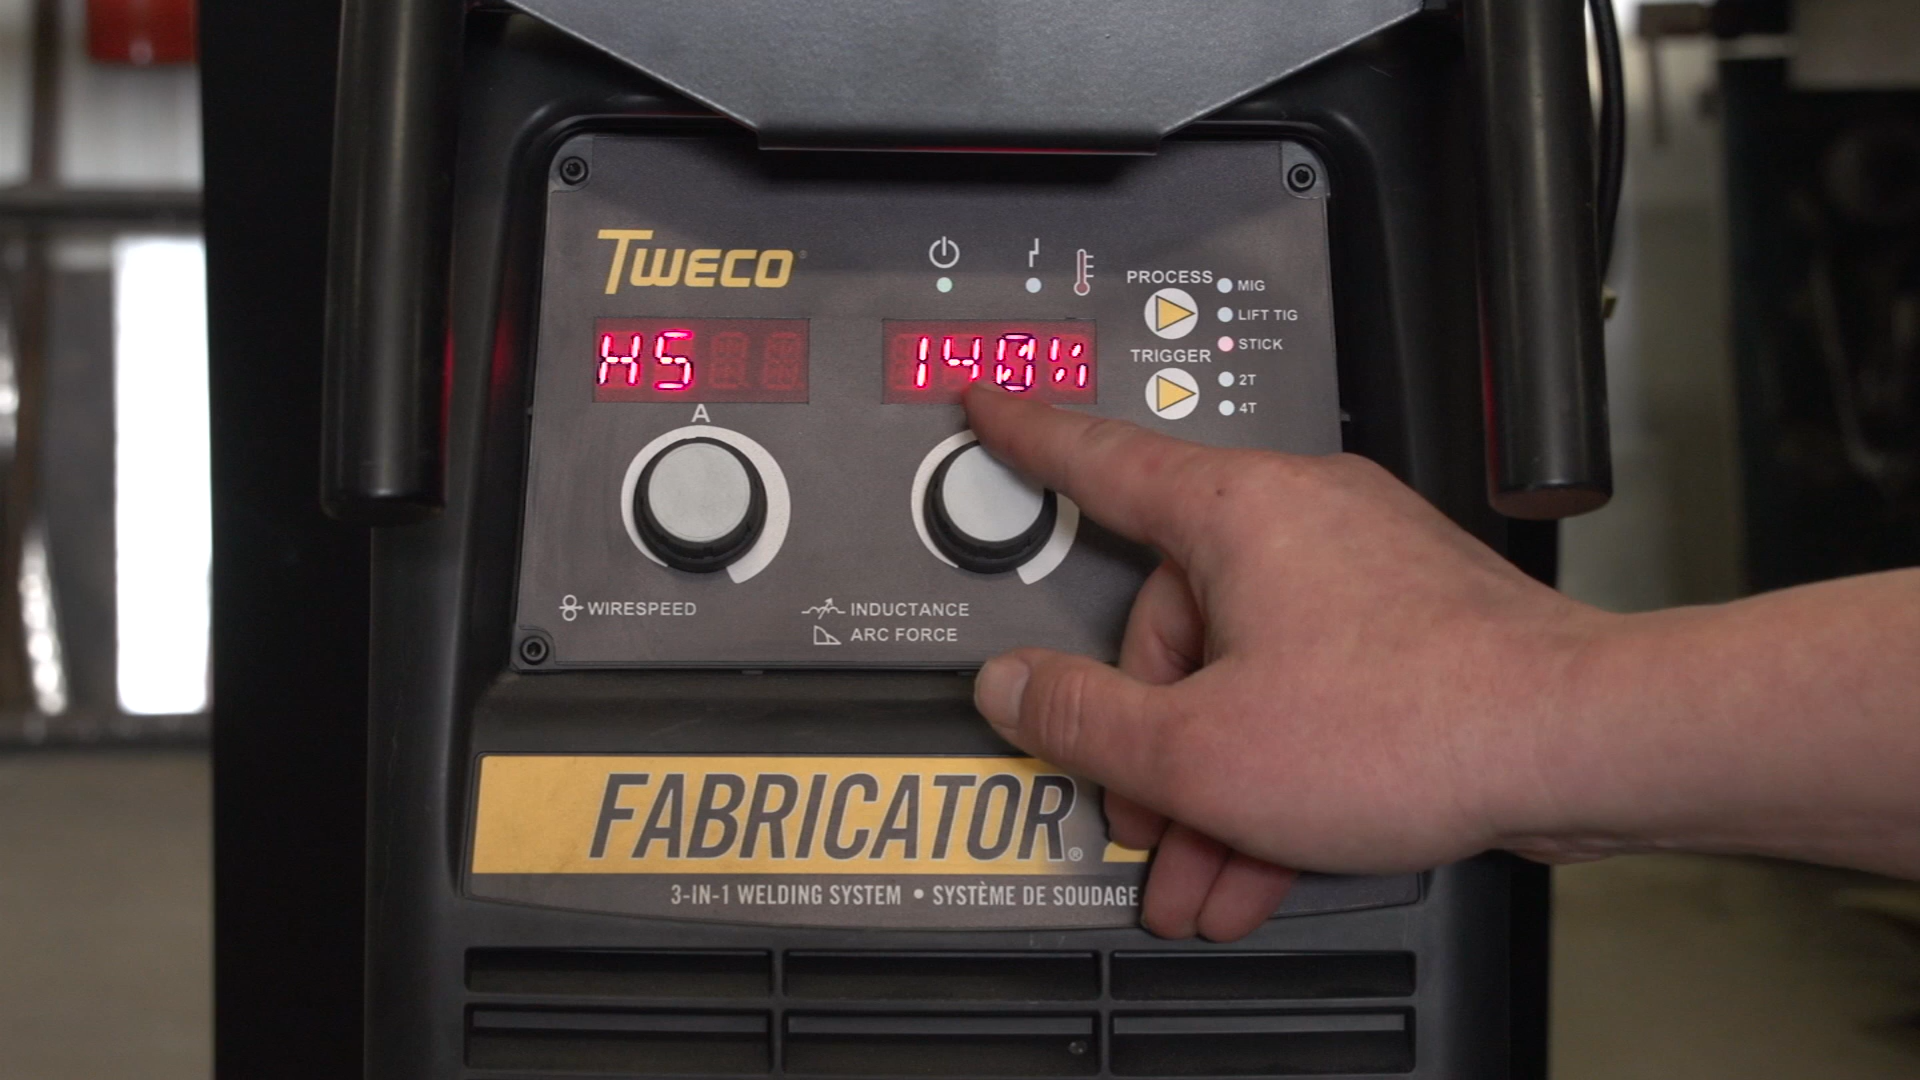 TWECO
PROCESS
MIG
LIFT TIG
STICK
TRIGGER
2T
4T
HS
140%
A
WIRESPEED
INDUCTANCE
ARC FORCE
FABRICATOR®
3-IN-1 WELDING SYSTEM • SYSTÈME DE SOUDAGE